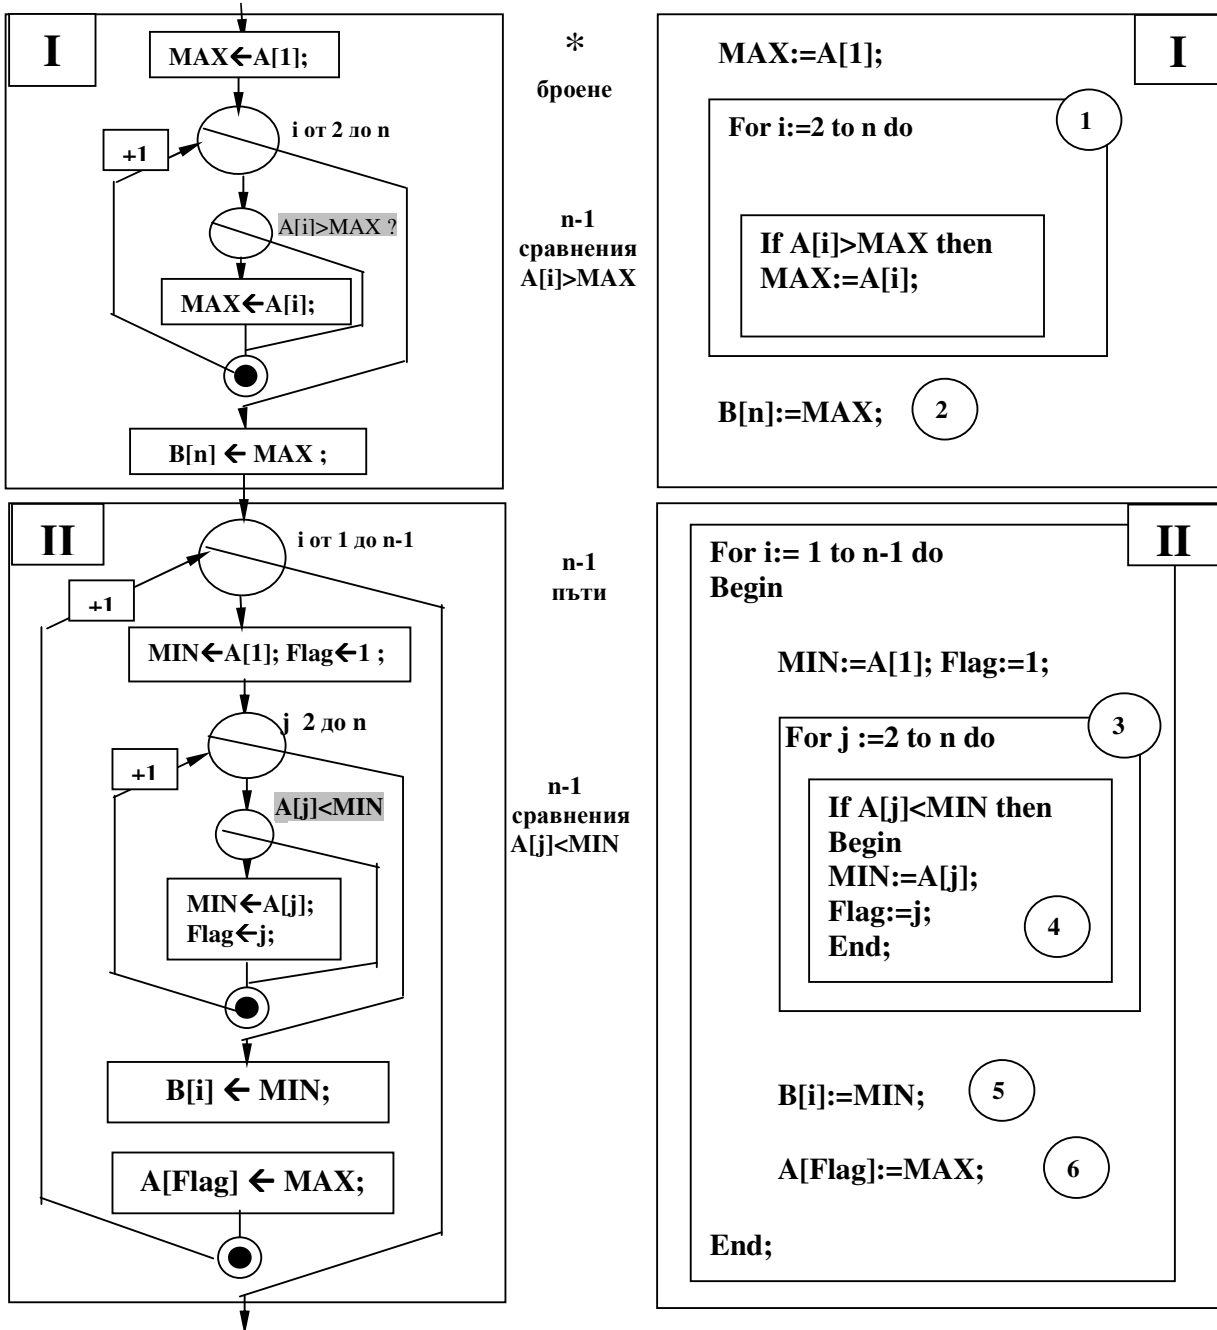 I
MAX←A[1];
i от 2 до n
+1
A[i]>MAX ?
MAX←A[i];
B[n] ← MAX ;
*
броене
n-1
сравнения
A[i]>MAX
I
MAX:=A[1];
1
For i:=2 to n do
If A[i]>MAX then
MAX:=A[i];
B[n]:=MAX;
2
II
i от 1 до n-1
+1
MIN←A[1]; Flag←1 ;
j 2 до n
+1
A[j]<MIN
MIN←A[j];
Flag←j;
B[i] ← MIN;
A[Flag] ← MAX;
n-1
пъти
n-1
сравнения
A[j]<MIN
II
For i:= 1 to n-1 do
Begin
MIN:=A[1]; Flag:=1;
3
For j :=2 to n do
If A[j]<MIN then
Begin
MIN:=A[j];
Flag:=j;
4
End;
B[i]:=MIN;
5
A[Flag]:=MAX;
6
End;